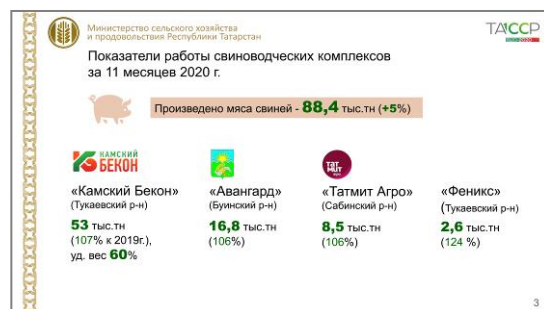 Министерство сельского хозяйства
и продовольствия Республики Татарстан
ТАССР
Показатели работы свиноводческих комплексов
за 11 месяцев 2020 г.
Произведено мяса свиней - 88,4 тыс.тн (+5%)
КАМСКИЙ
БЕКОН
ТАТ
МИТ
«Камский Бекон»
(Тукаевский р-н)
53 тыс.тн
(107% к 2019г.),
уд. вес 60%
«Авангард»
(Буинский р-н)
16,8 тыс.тн
(106%)
«Татмит Агро»
(Сабинский р-н)
8,5 тыс.тн
(106%)
«Феникс»
(Тукаевский р-н)
2,6 тыс.тн
(124 %)
3